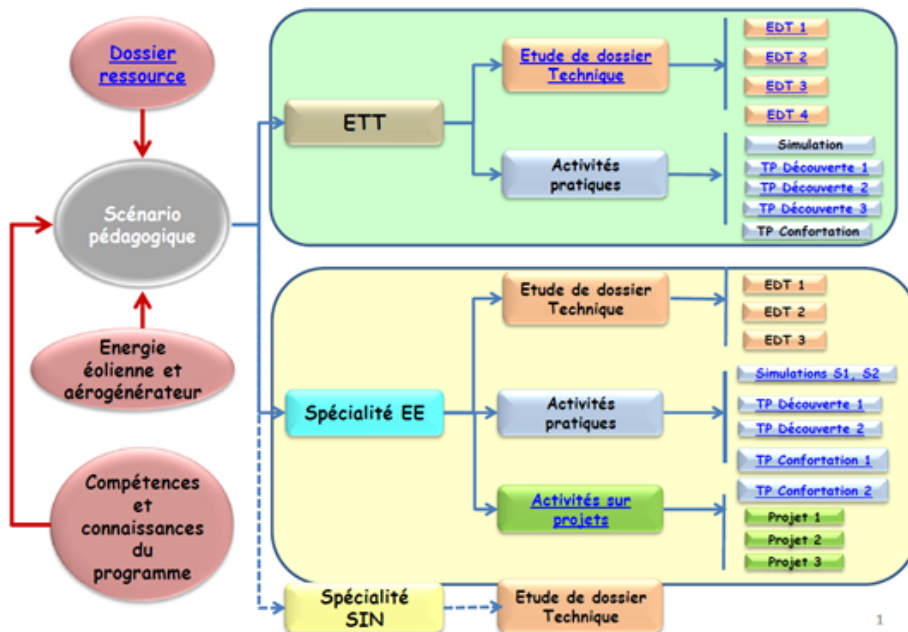 Dossier
ressource
Scénario
pédagogique
Energie
éolienne et
aérogénérateur
Compétences
et
connaissances
du
programme
ETT
Etude de dossier
Technique
EDT 1
EDT 2
EDT 3
EDT 4
Activités
pratiques
Simulation
TP Découverte 1
TP Découverte 2
TP Découverte 3
TP Confortation
Spécialité EE
Etude de dossier
Technique
EDT 1
EDT 2
EDT 3
Activités
pratiques
Simulations S1, S2
TP Découverte 1
TP Découverte 2
TP Confortation 1
TP Confortation 2
Activités sur
projets
Projet 1
Projet 2
Projet 3
Spécialité
SIN
Etude de dossier
Technique
1